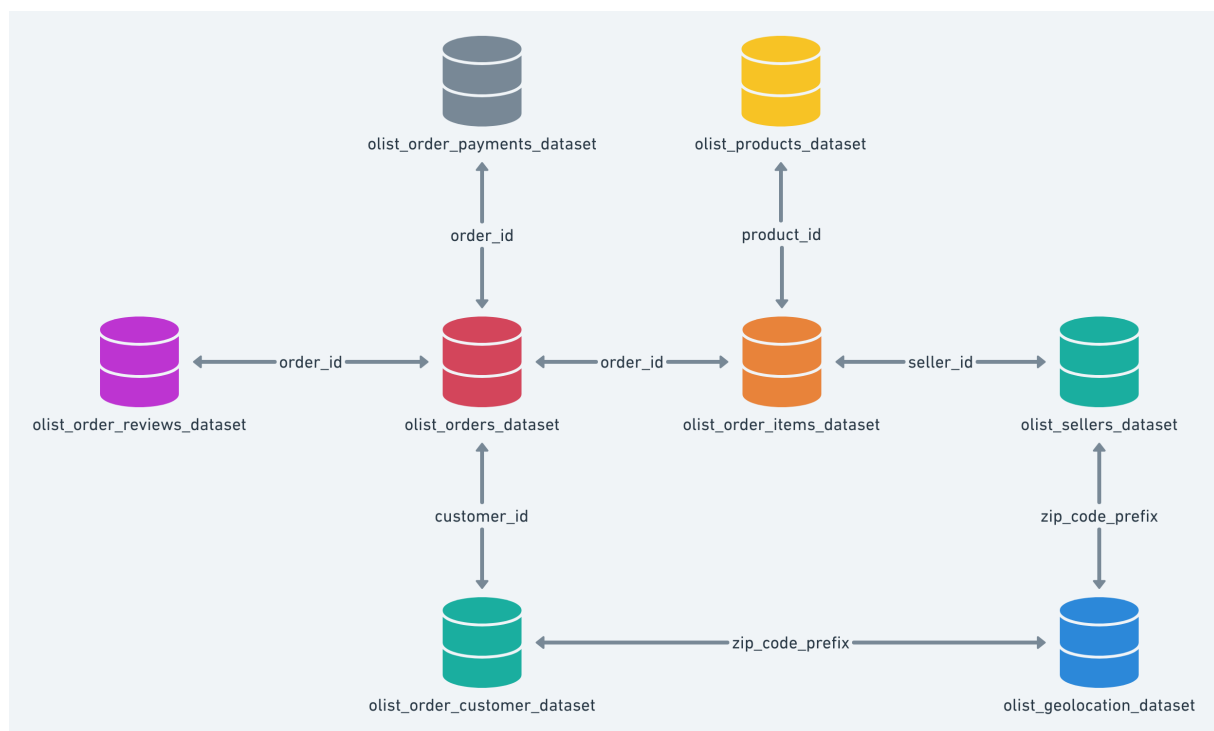 olist_order_payments_dataset
olist_products_dataset
order_id
product_id
order_id
order_id
seller_id
olist_order_reviews_dataset
olist_orders_dataset
olist_order_items_dataset
olist_sellers_dataset
customer_id
zip_code_prefix
zip_code_prefix
olist_order_customer_dataset
olist_geolocation_dataset